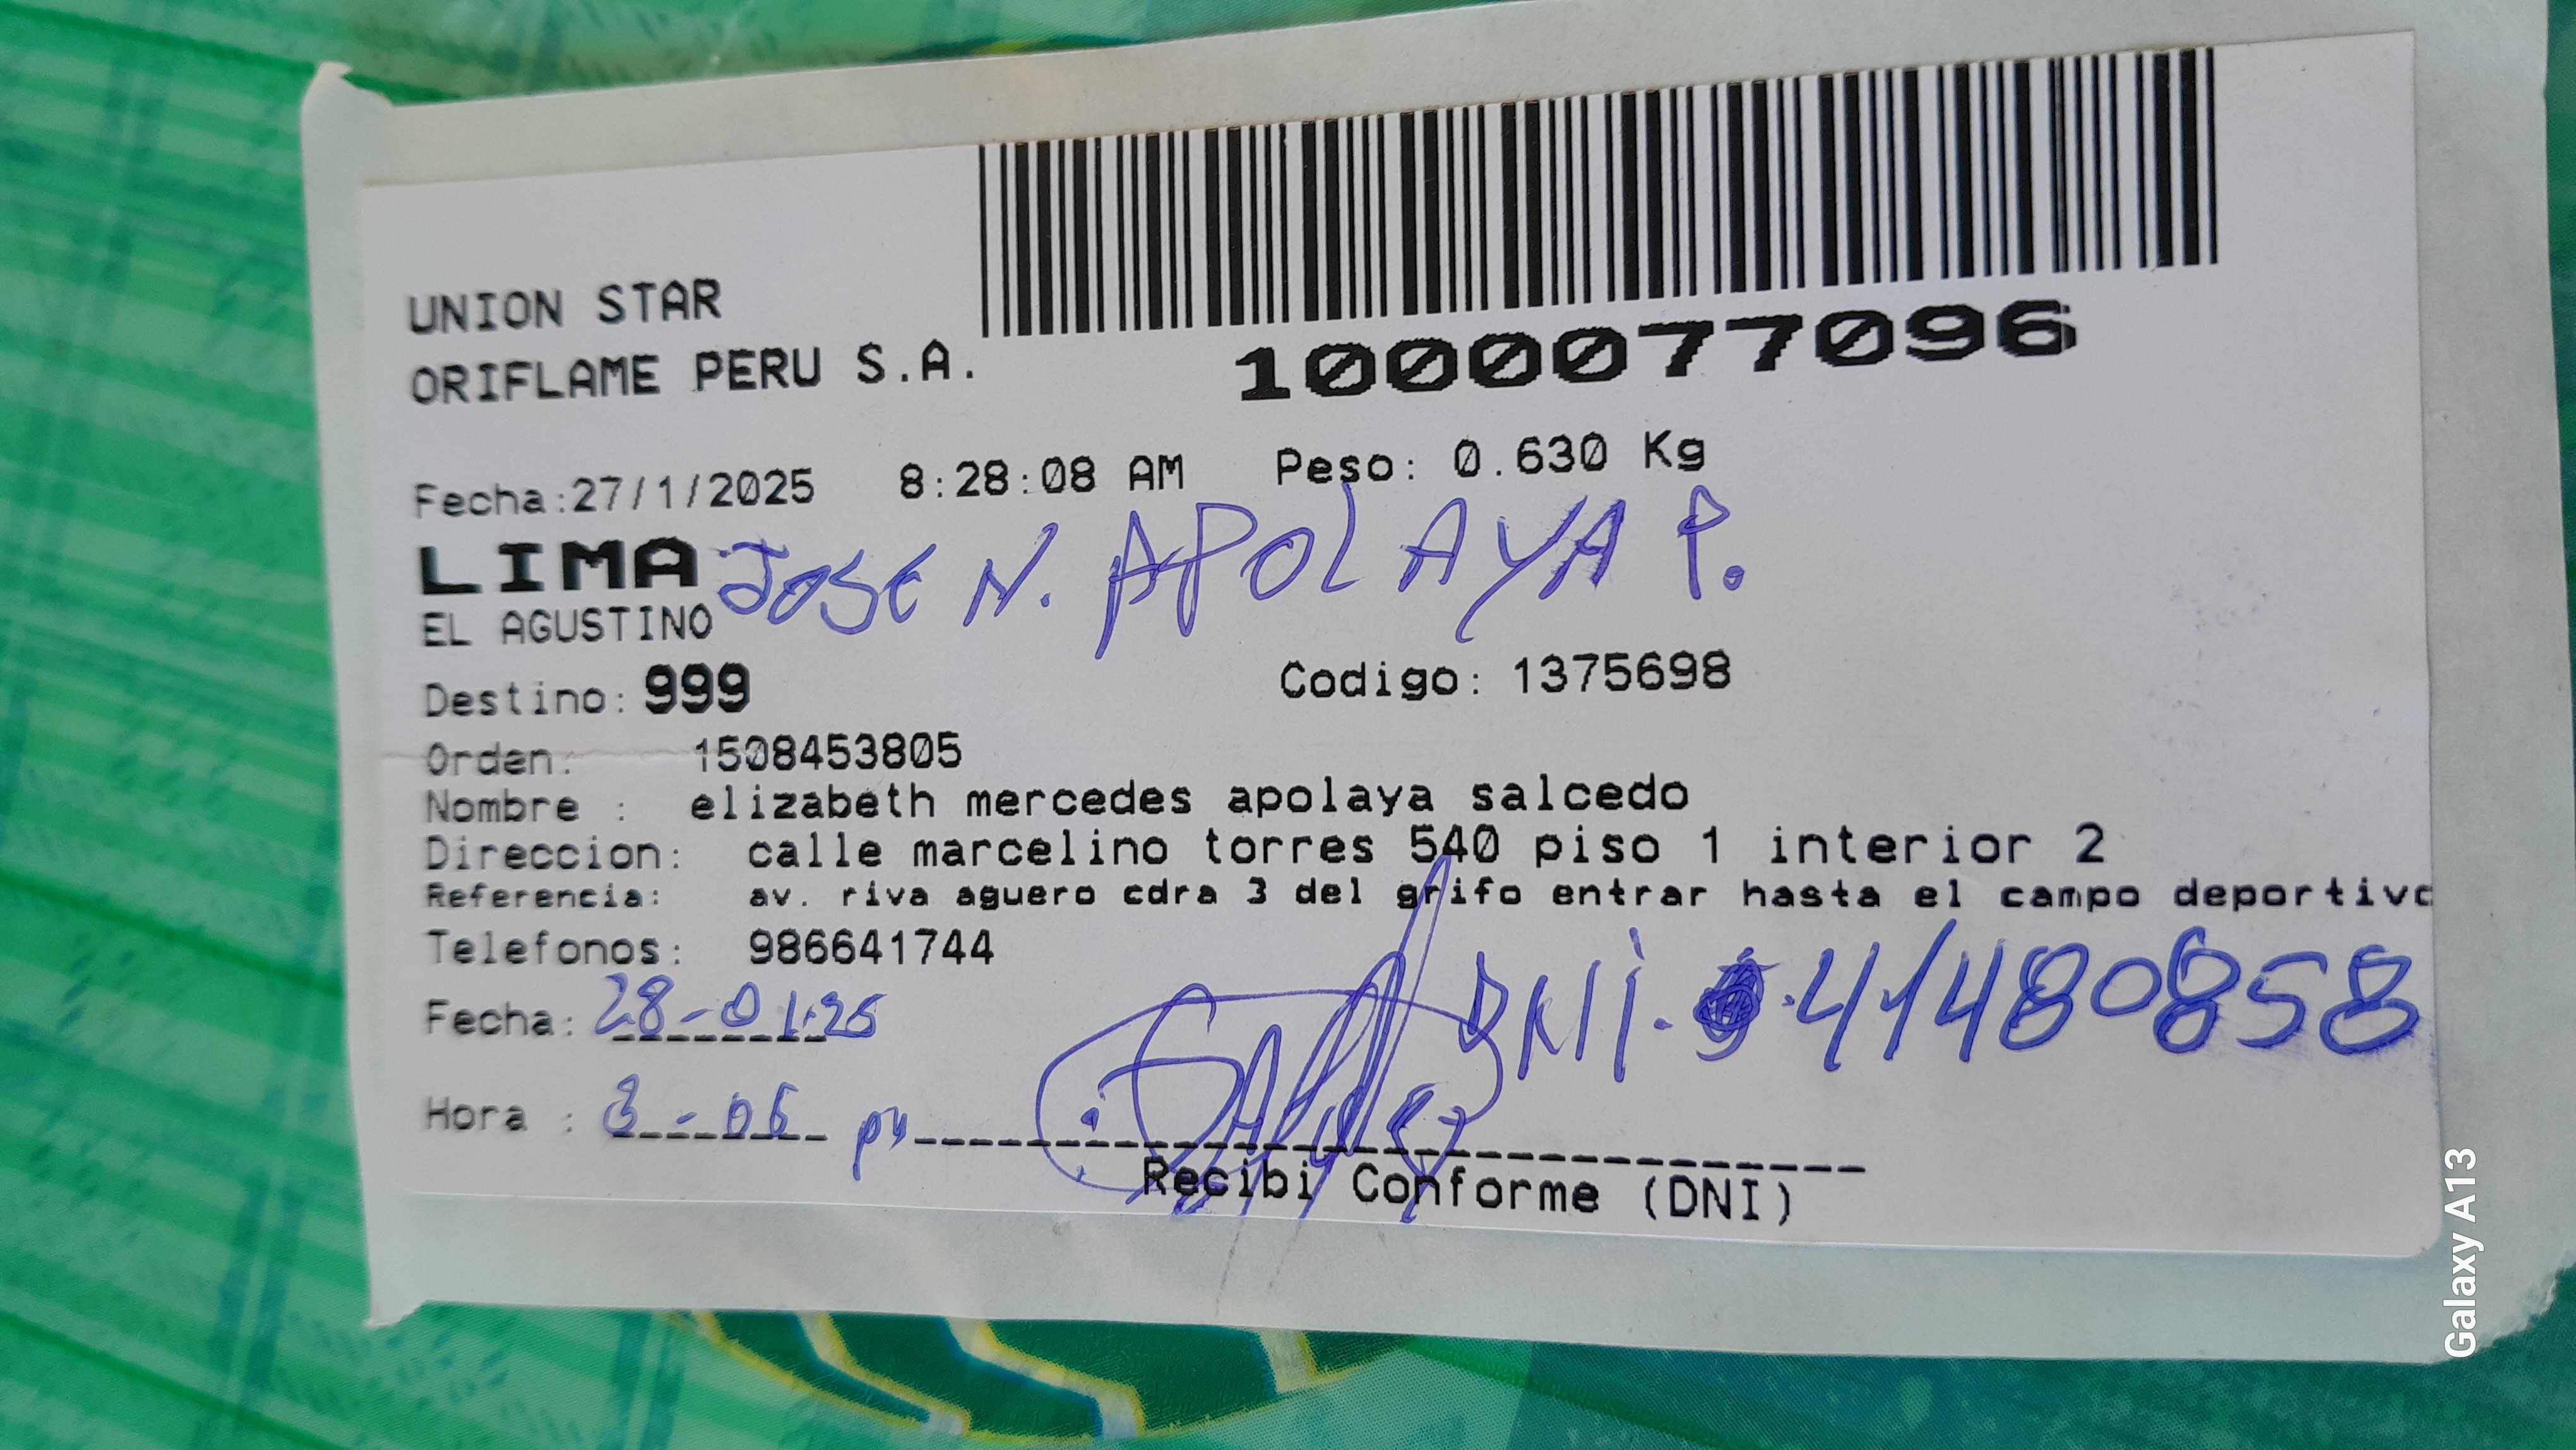 UNION STAR
ORIFLAME PERU S.A.
1000077096
Fecha:27/1/2025 8:28:08 AM Peso: 0.630 Kg
LIMA JOSE N. APOLAYA P.
EL AGUSTINO
Destino: 999 Codigo: 1375698
Orden: 1508453805
Nombre : elizabeth mercedes apolaya salcedo
Direccion: calle marcelino torres 540 piso 1 interior 2
Referencia: av. riva aguero cdra 3 del grifo entrar hasta el campo deportivo
Telefonos: 986641744
DNI. 41480858
Fecha: 28-01-25
Hora : 3-05 pm
Recibi Conforme (DNI)
Galaxy A13